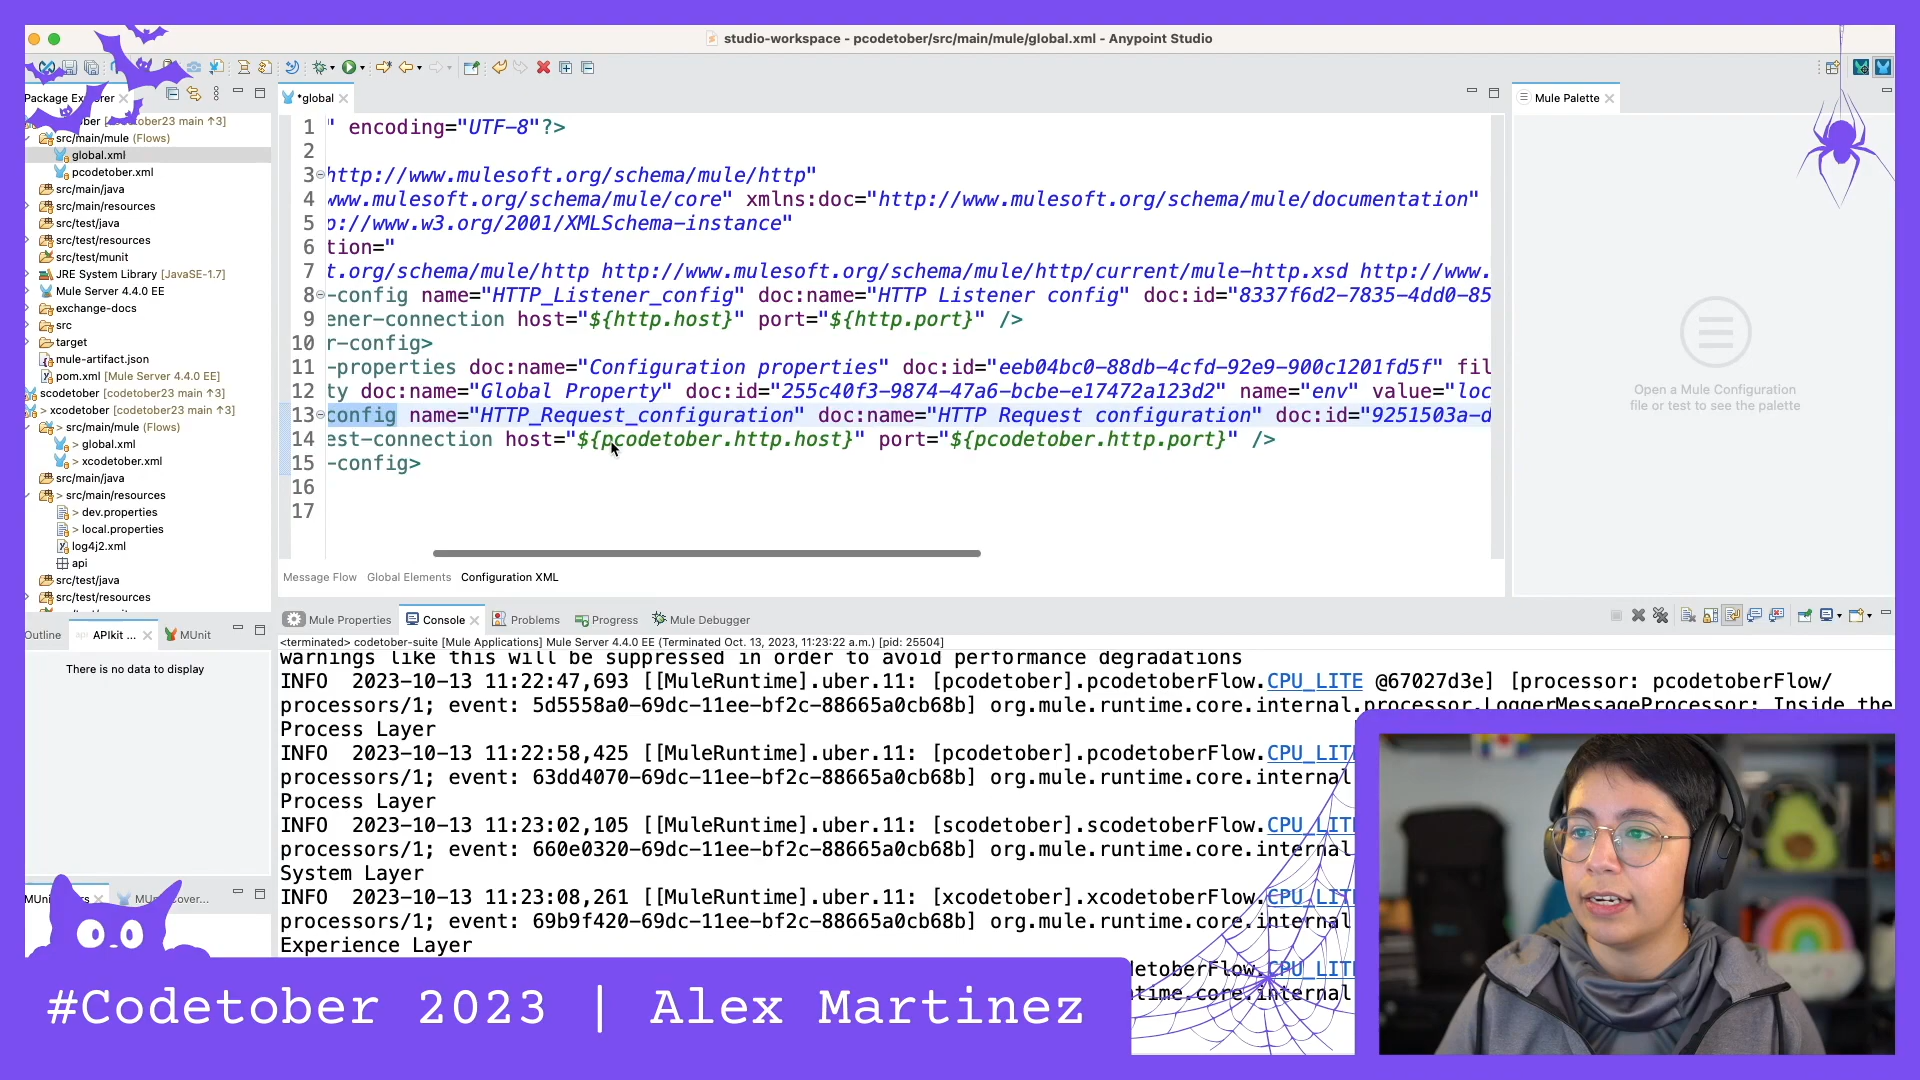 studio-workspace - pcodetober/src/main/mule/global.xml - Anypoint Studio
Package Explorer
[codetober23 main ↑3]
src/main/mule (Flows)
global.xml
pcodetober.xml
src/main/java
src/main/resources
src/test/java
src/test/resources
src/test/munit
JRE System Library [JavaSE-1.7]
Mule Server 4.4.0 EE
exchange-docs
src
target
mule-artifact.json
pom.xml [Mule Server 4.4.0 EE]
scodetober [codetober23 main ↑3]
> xcodetober [codetober23 main ↑3]
> src/main/mule (Flows)
> global.xml
> xcodetober.xml
src/main/java
> src/main/resources
> dev.properties
> local.properties
log4j2.xml
api
src/test/java
src/test/resources
*global
1 " encoding="UTF-8"?>
2
3 http://www.mulesoft.org/schema/mule/http"
4 www.mulesoft.org/schema/mule/core" xmlns:doc="http://www.mulesoft.org/schema/mule/documentation"
5 p://www.w3.org/2001/XMLSchema-instance"
6 tion="
7 t.org/schema/mule/http http://www.mulesoft.org/schema/mule/http/current/mule-http.xsd http://www.
8 -config name="HTTP_Listener_config" doc:name="HTTP Listener config" doc:id="8337f6d2-7835-4dd0-85
9 ener-connection host="${http.host}" port="${http.port}" />
10 r-config>
11 -properties doc:name="Configuration properties" doc:id="eeb04bc0-88db-4cfd-92e9-900c1201fd5f" fil
12 ty doc:name="Global Property" doc:id="255c40f3-9874-47a6-bcbe-e17472a123d2" name="env" value="loc
13 config name="HTTP_Request_configuration" doc:name="HTTP Request configuration" doc:id="9251503a-d
14 est-connection host="${pcodetober.http.host}" port="${pcodetober.http.port}" />
15 -config>
16
17
Message Flow Global Elements Configuration XML
Mule Palette
Open a Mule Configuration
file or test to see the palette
Outline APIkit ... MUnit
There is no data to display
Mule Properties Console Problems Progress Mule Debugger
<terminated> codetober-suite [Mule Applications] Mule Server 4.4.0 EE (Terminated Oct. 13, 2023, 11:23:22 a.m.) [pid: 25504]
warnings like this will be suppressed in order to avoid performance degradations
INFO 2023-10-13 11:22:47,693 [[MuleRuntime].uber.11: [pcodetober].pcodetoberFlow.CPU_LITE @67027d3e] [processor: pcodetoberFlow/
processors/1; event: 5d5558a0-69dc-11ee-bf2c-88665a0cb68b] org.mule.runtime.core.internal.processor.LoggerMessageProcessor: Inside the
Process Layer
INFO 2023-10-13 11:22:58,425 [[MuleRuntime].uber.11: [pcodetober].pcodetoberFlow.CPU_LITE
processors/1; event: 63dd4070-69dc-11ee-bf2c-88665a0cb68b] org.mule.runtime.core.internal
Process Layer
INFO 2023-10-13 11:23:02,105 [[MuleRuntime].uber.11: [scodetober].scodetoberFlow.CPU_LITE
processors/1; event: 660e0320-69dc-11ee-bf2c-88665a0cb68b] org.mule.runtime.core.internal
System Layer
INFO 2023-10-13 11:23:08,261 [[MuleRuntime].uber.11: [xcodetober].xcodetoberFlow.CPU_LITE
processors/1; event: 69b9f420-69dc-11ee-bf2c-88665a0cb68b] org.mule.runtime.core.internal
Experience Layer
detoberFlow.CPU_LITE
time.core.internal
#Codetober 2023 | Alex Martinez